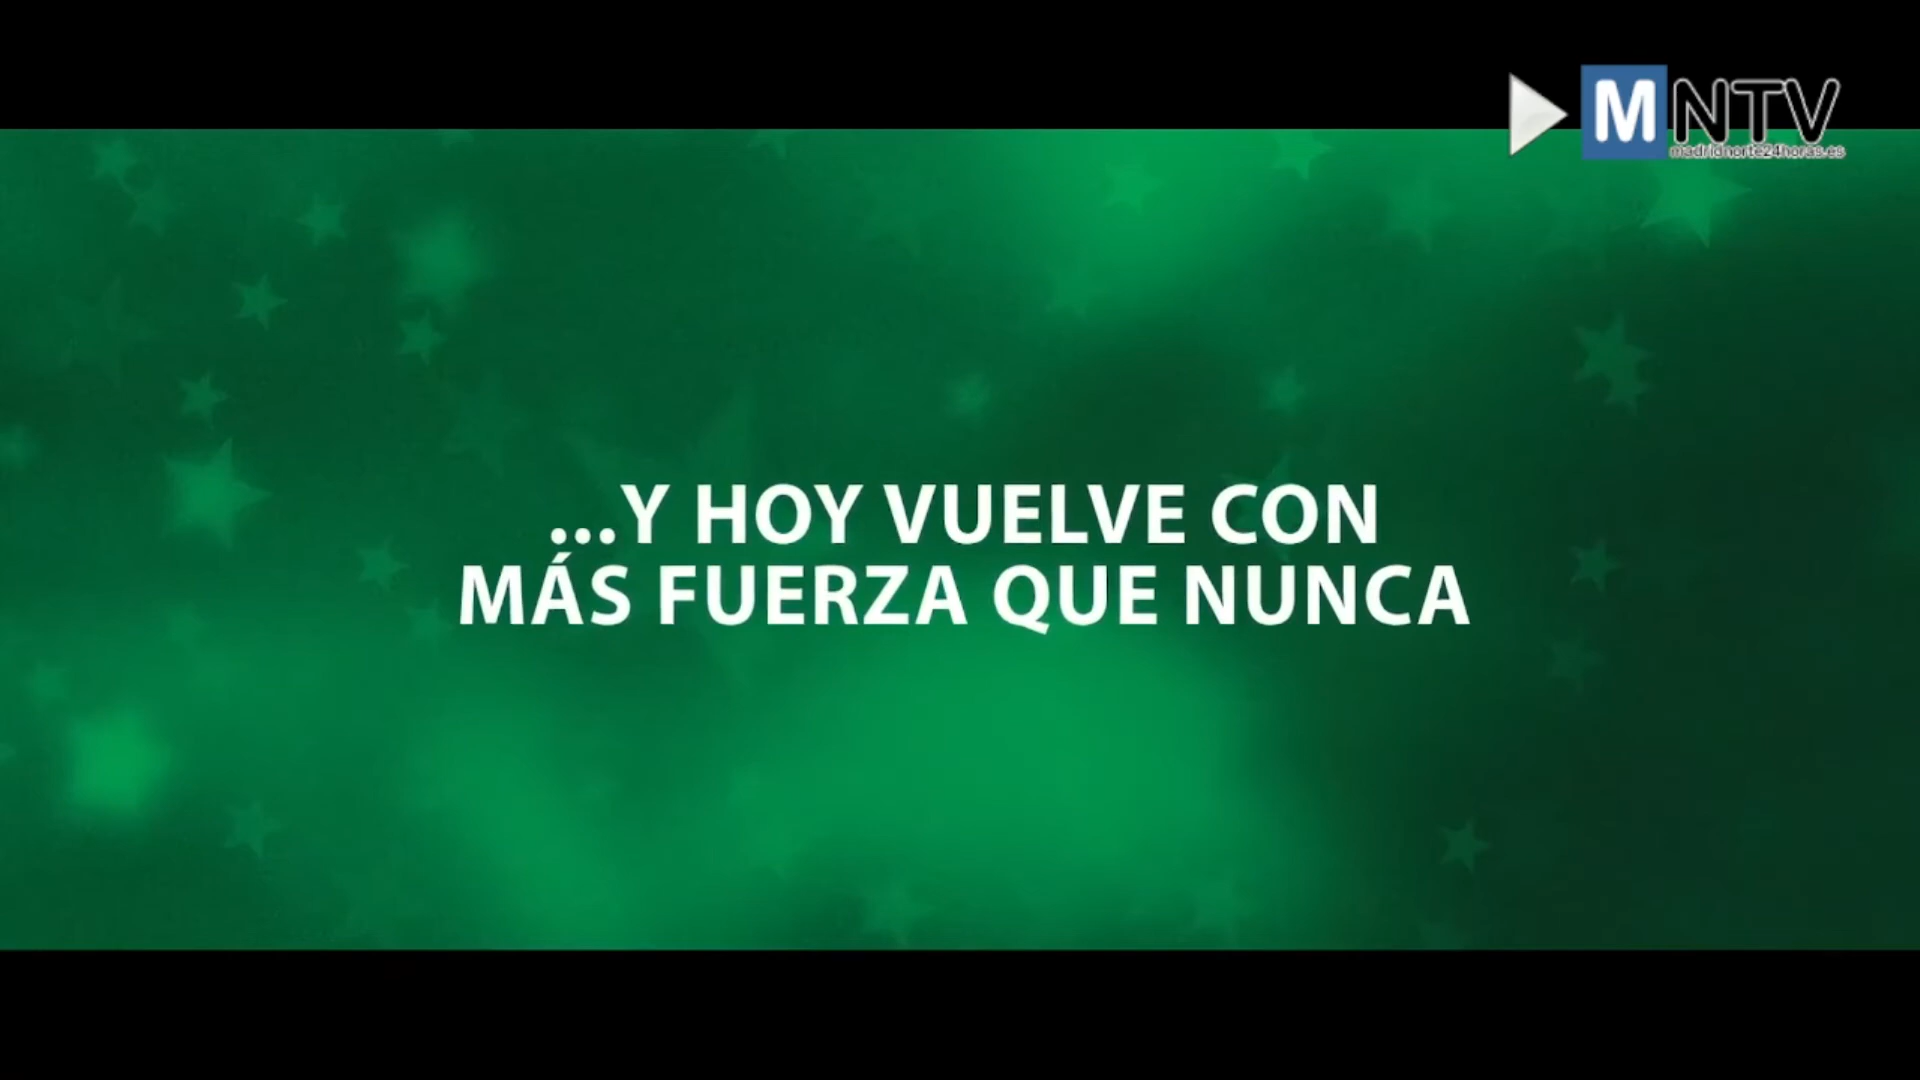 MNTV
madridnorte24horas.es
...Y HOY VUELVE CON
MÁS FUERZA QUE NUNCA